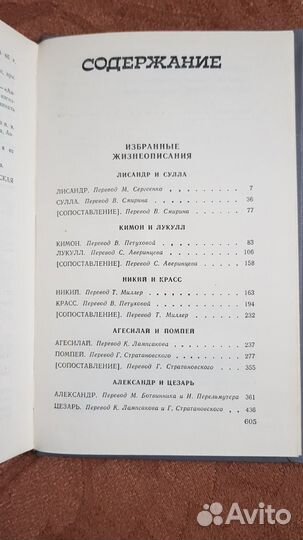 СОДЕРЖАНИЕ
ИЗБРАННЫЕ
ЖИЗНЕОПИСАНИЯ
ЛИСАНДР И СУЛЛА
ЛИСАНДР. Перевод М. Сергеенко 7
СУЛЛА. Перевод В. Смирина 36
[СОПОСТАВЛЕНИЕ]. Перевод В. Смирина 77
КИМОН И ЛУКУЛЛ
КИМОН. Перевод В. Петуховой 83
ЛУКУЛЛ. Перевод С. Аверинцева 106
[СОПОСТАВЛЕНИЕ]. Перевод С. Аверинцева 158
НИКИЙ И КРАСС
НИКИЙ. Перевод Т. Миллер 163
КРАСС. Перевод В. Петуховой 194
[СОПОСТАВЛЕНИЕ]. Перевод Т. Миллер 232
АГЕСИЛАЙ И ПОМПЕЙ
АГЕСИЛАЙ. Перевод К. Лампсакова 237
ПОМПЕЙ. Перевод Г. Стратановского 277
[СОПОСТАВЛЕНИЕ]. Перевод Г. Стратановского 355
АЛЕКСАНДР И ЦЕЗАРЬ
АЛЕКСАНДР. Перевод М. Ботвинника и И. Перельмутера 361
ЦЕЗАРЬ. Перевод К. Лампсакова и Г. Стратановского 436
605
Avito